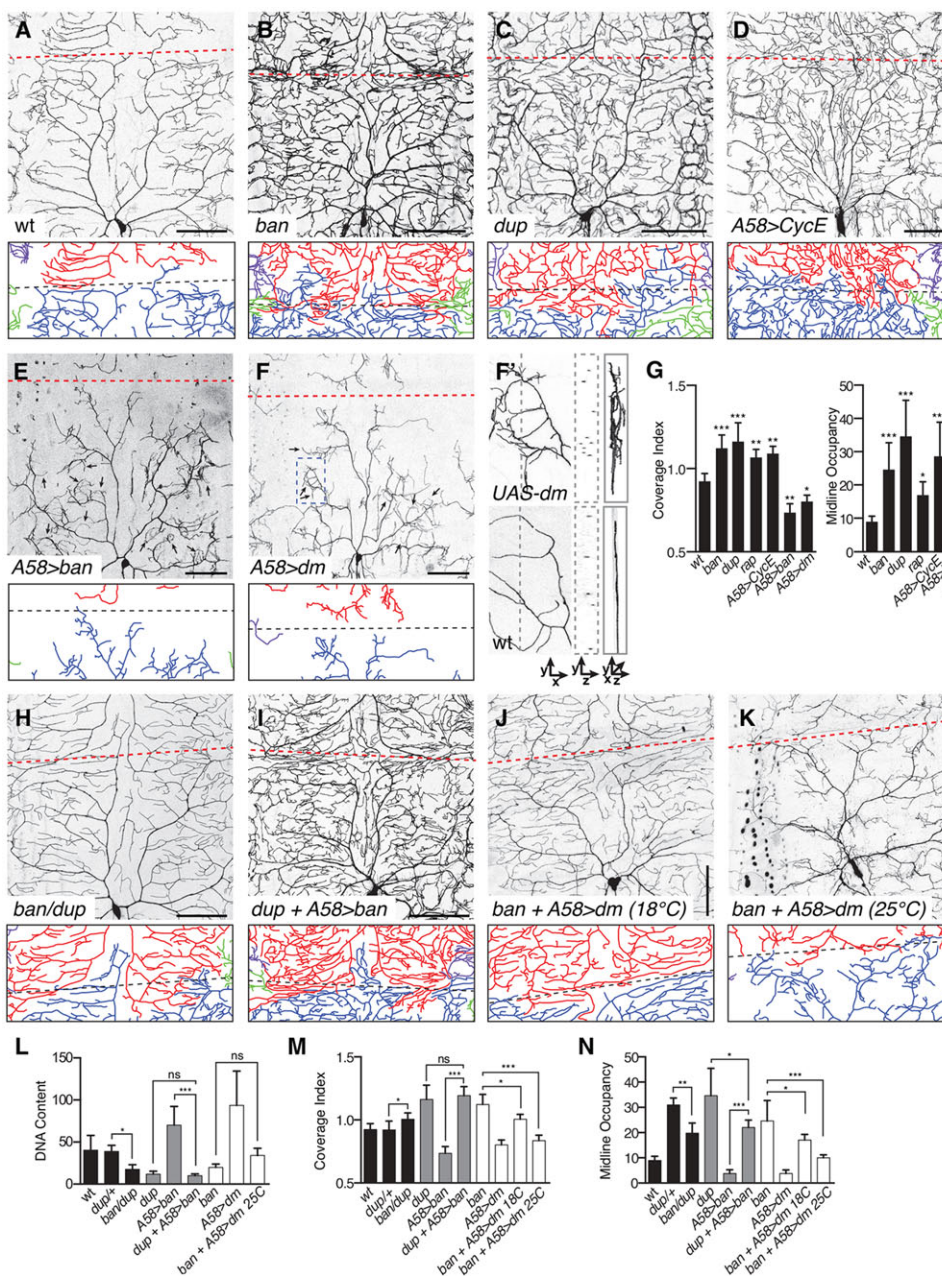 A
B
C
D
wt
ban
dup
A58>CycE
E
F
F'
G
A58>ban
A58>dm
UAS-dm
wt
y
x
y
z
y
x
z
Coverage Index
1.5
1.0
0.5
***
***
**
**
**
*
wt
ban
dup
rap
A58>CycE
A58>ban
A58>dm
Midline Occupancy
50
40
30
20
10
0
***
***
*
***
wt
ban
dup
rap
A58>CycE
H
I
J
K
ban/dup
dup + A58>ban
ban + A58>dm (18°C)
ban + A58>dm (25°C)
L
DNA Content
150
100
50
0
*
ns
***
ns
wt
dup/+
ban/dup
dup
A58>ban
dup + A58>ban
ban
A58>dm
ban + A58>dm 25C
M
Coverage Index
1.5
1.0
0.5
*
ns
***
*
***
wt
dup/+
ban/dup
dup
A58>ban
dup + A58>ban
ban
A58>dm
ban + A58>dm 18C
ban + A58>dm 25C
N
Midline Occupancy
50
40
30
20
10
0
**
*
***
*
***
wt
dup/+
ban/dup
dup
A58>ban
dup + A58>ban
ban
A58>dm
ban + A58>dm 18C
ban + A58>dm 25C